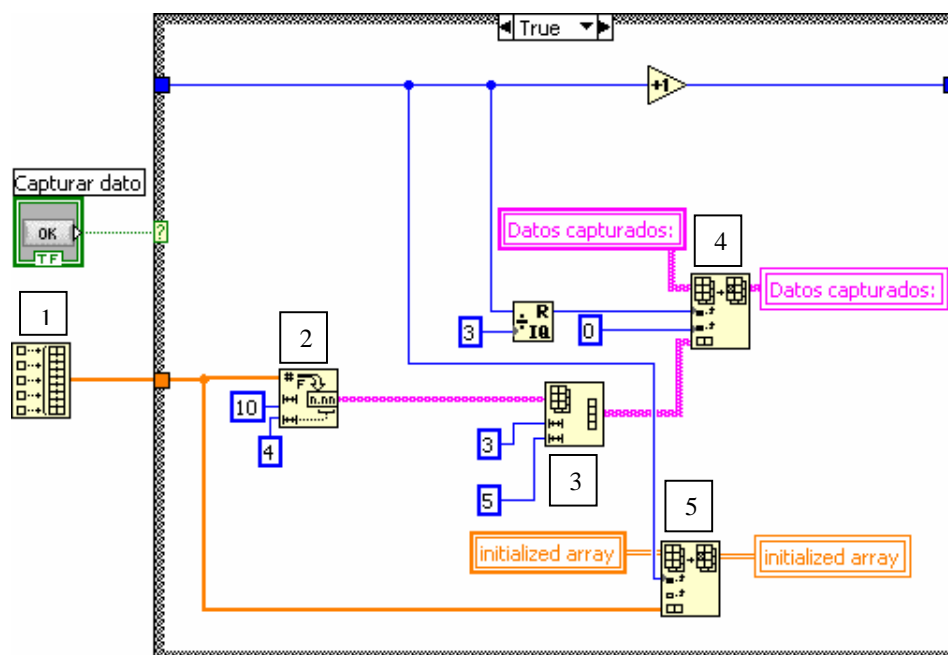 True
+1
Capturar dato
OK
TF
?
Datos capturados:
4
Datos capturados:
1
2
3
R
IQ
0
#
F
n.nn
10
4
3
5
3
5
initialized array
initialized array